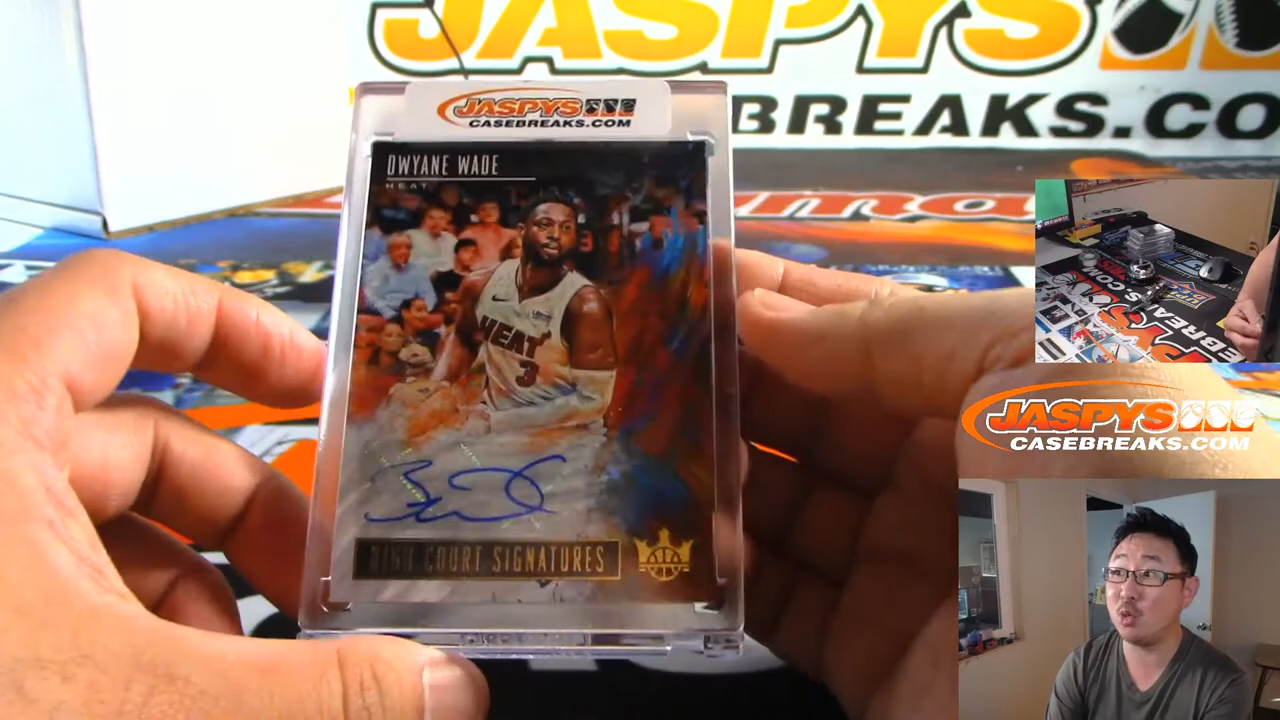 JASPYS
BREAKS.CO
JASPYS
CASEBREAKS.COM
DWYANE WADE
HEAT
HEAT
3
HIGH COURT SIGNATURES
JASPYS
CASEBREAKS.COM